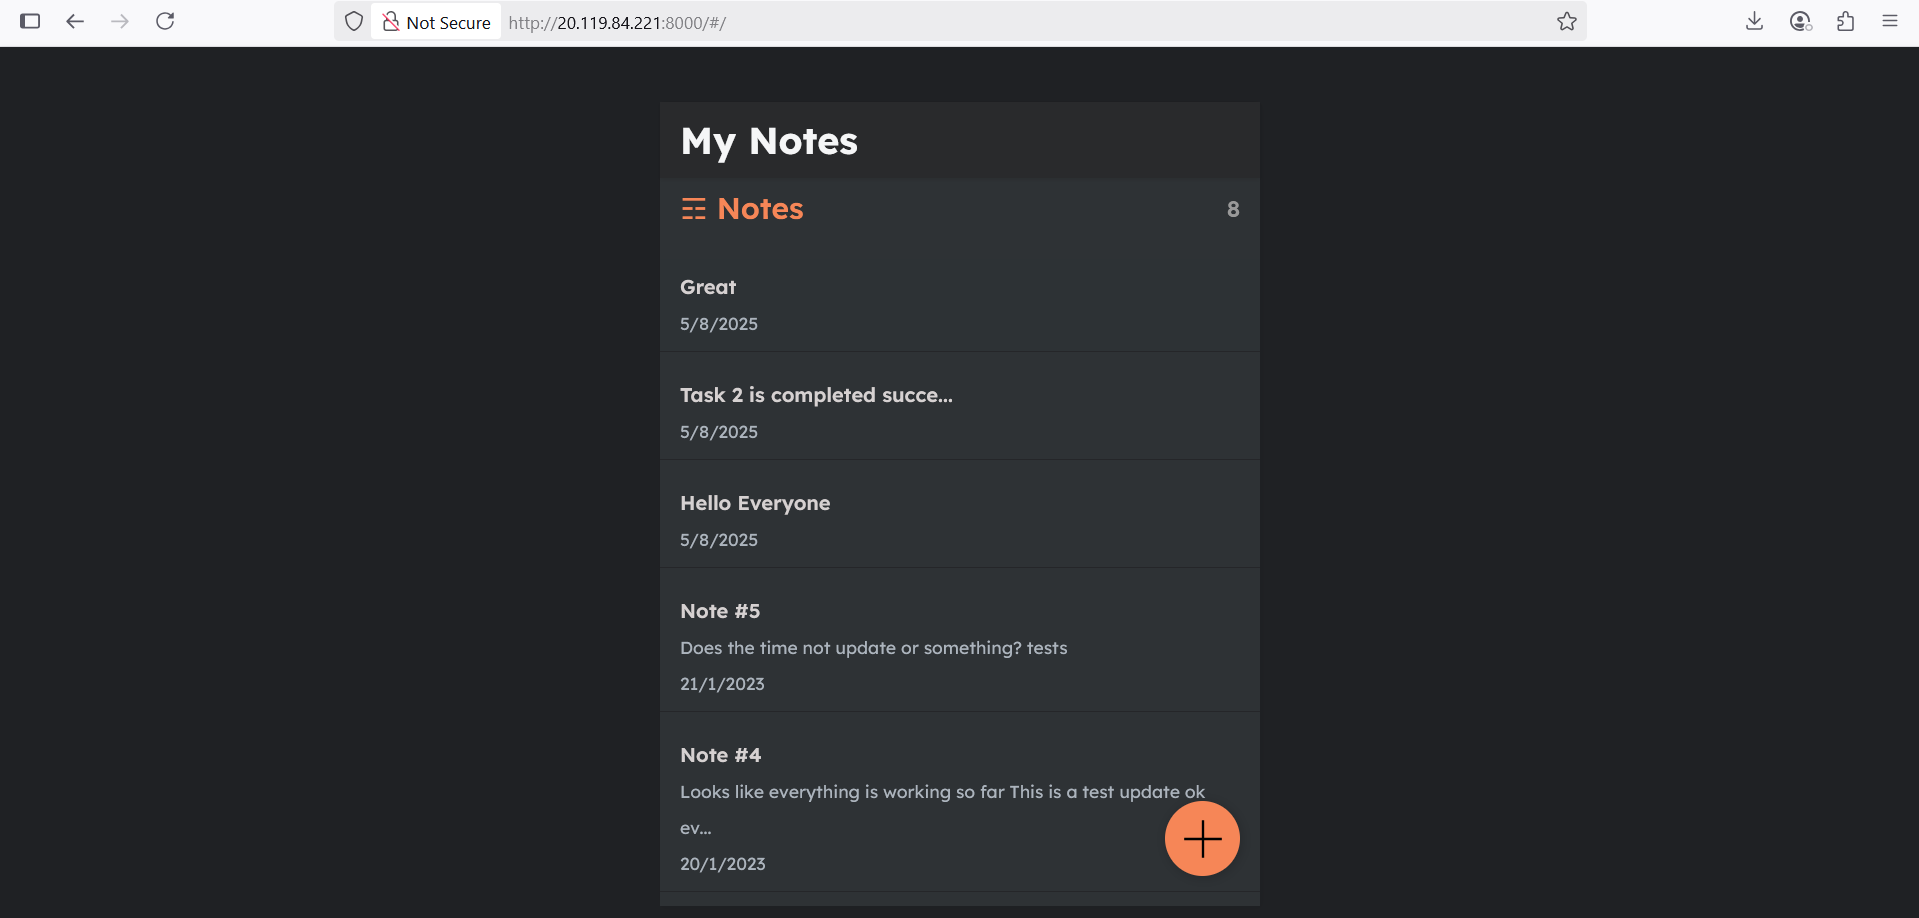 Not Secure http://20.119.84.221:8000/#/
My Notes
Notes 8
Great
5/8/2025
Task 2 is completed succe...
5/8/2025
Hello Everyone
5/8/2025
Note #5
Does the time not update or something? tests
21/1/2023
Note #4
Looks like everything is working so far This is a test update ok
ev...
20/1/2023